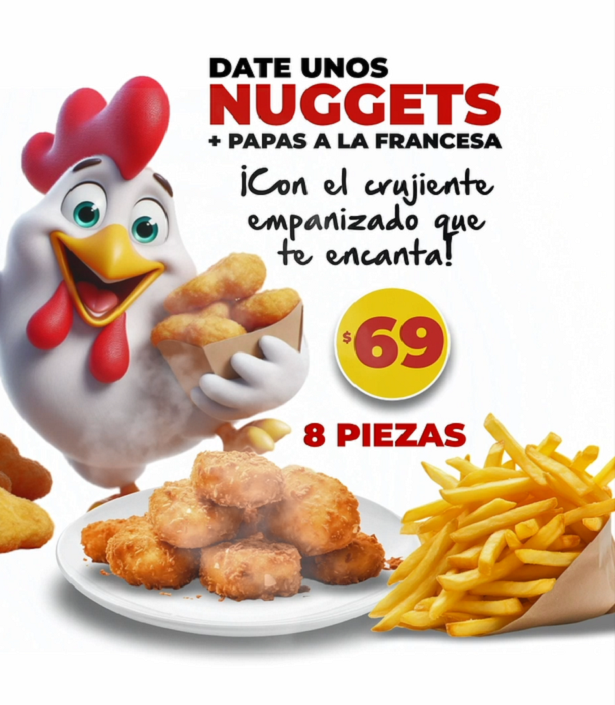 DATE UNOS
NUGGETS
+ PAPAS A LA FRANCESA
¡Con el crujiente
empanizado que
te encanta!
$69
8 PIEZAS